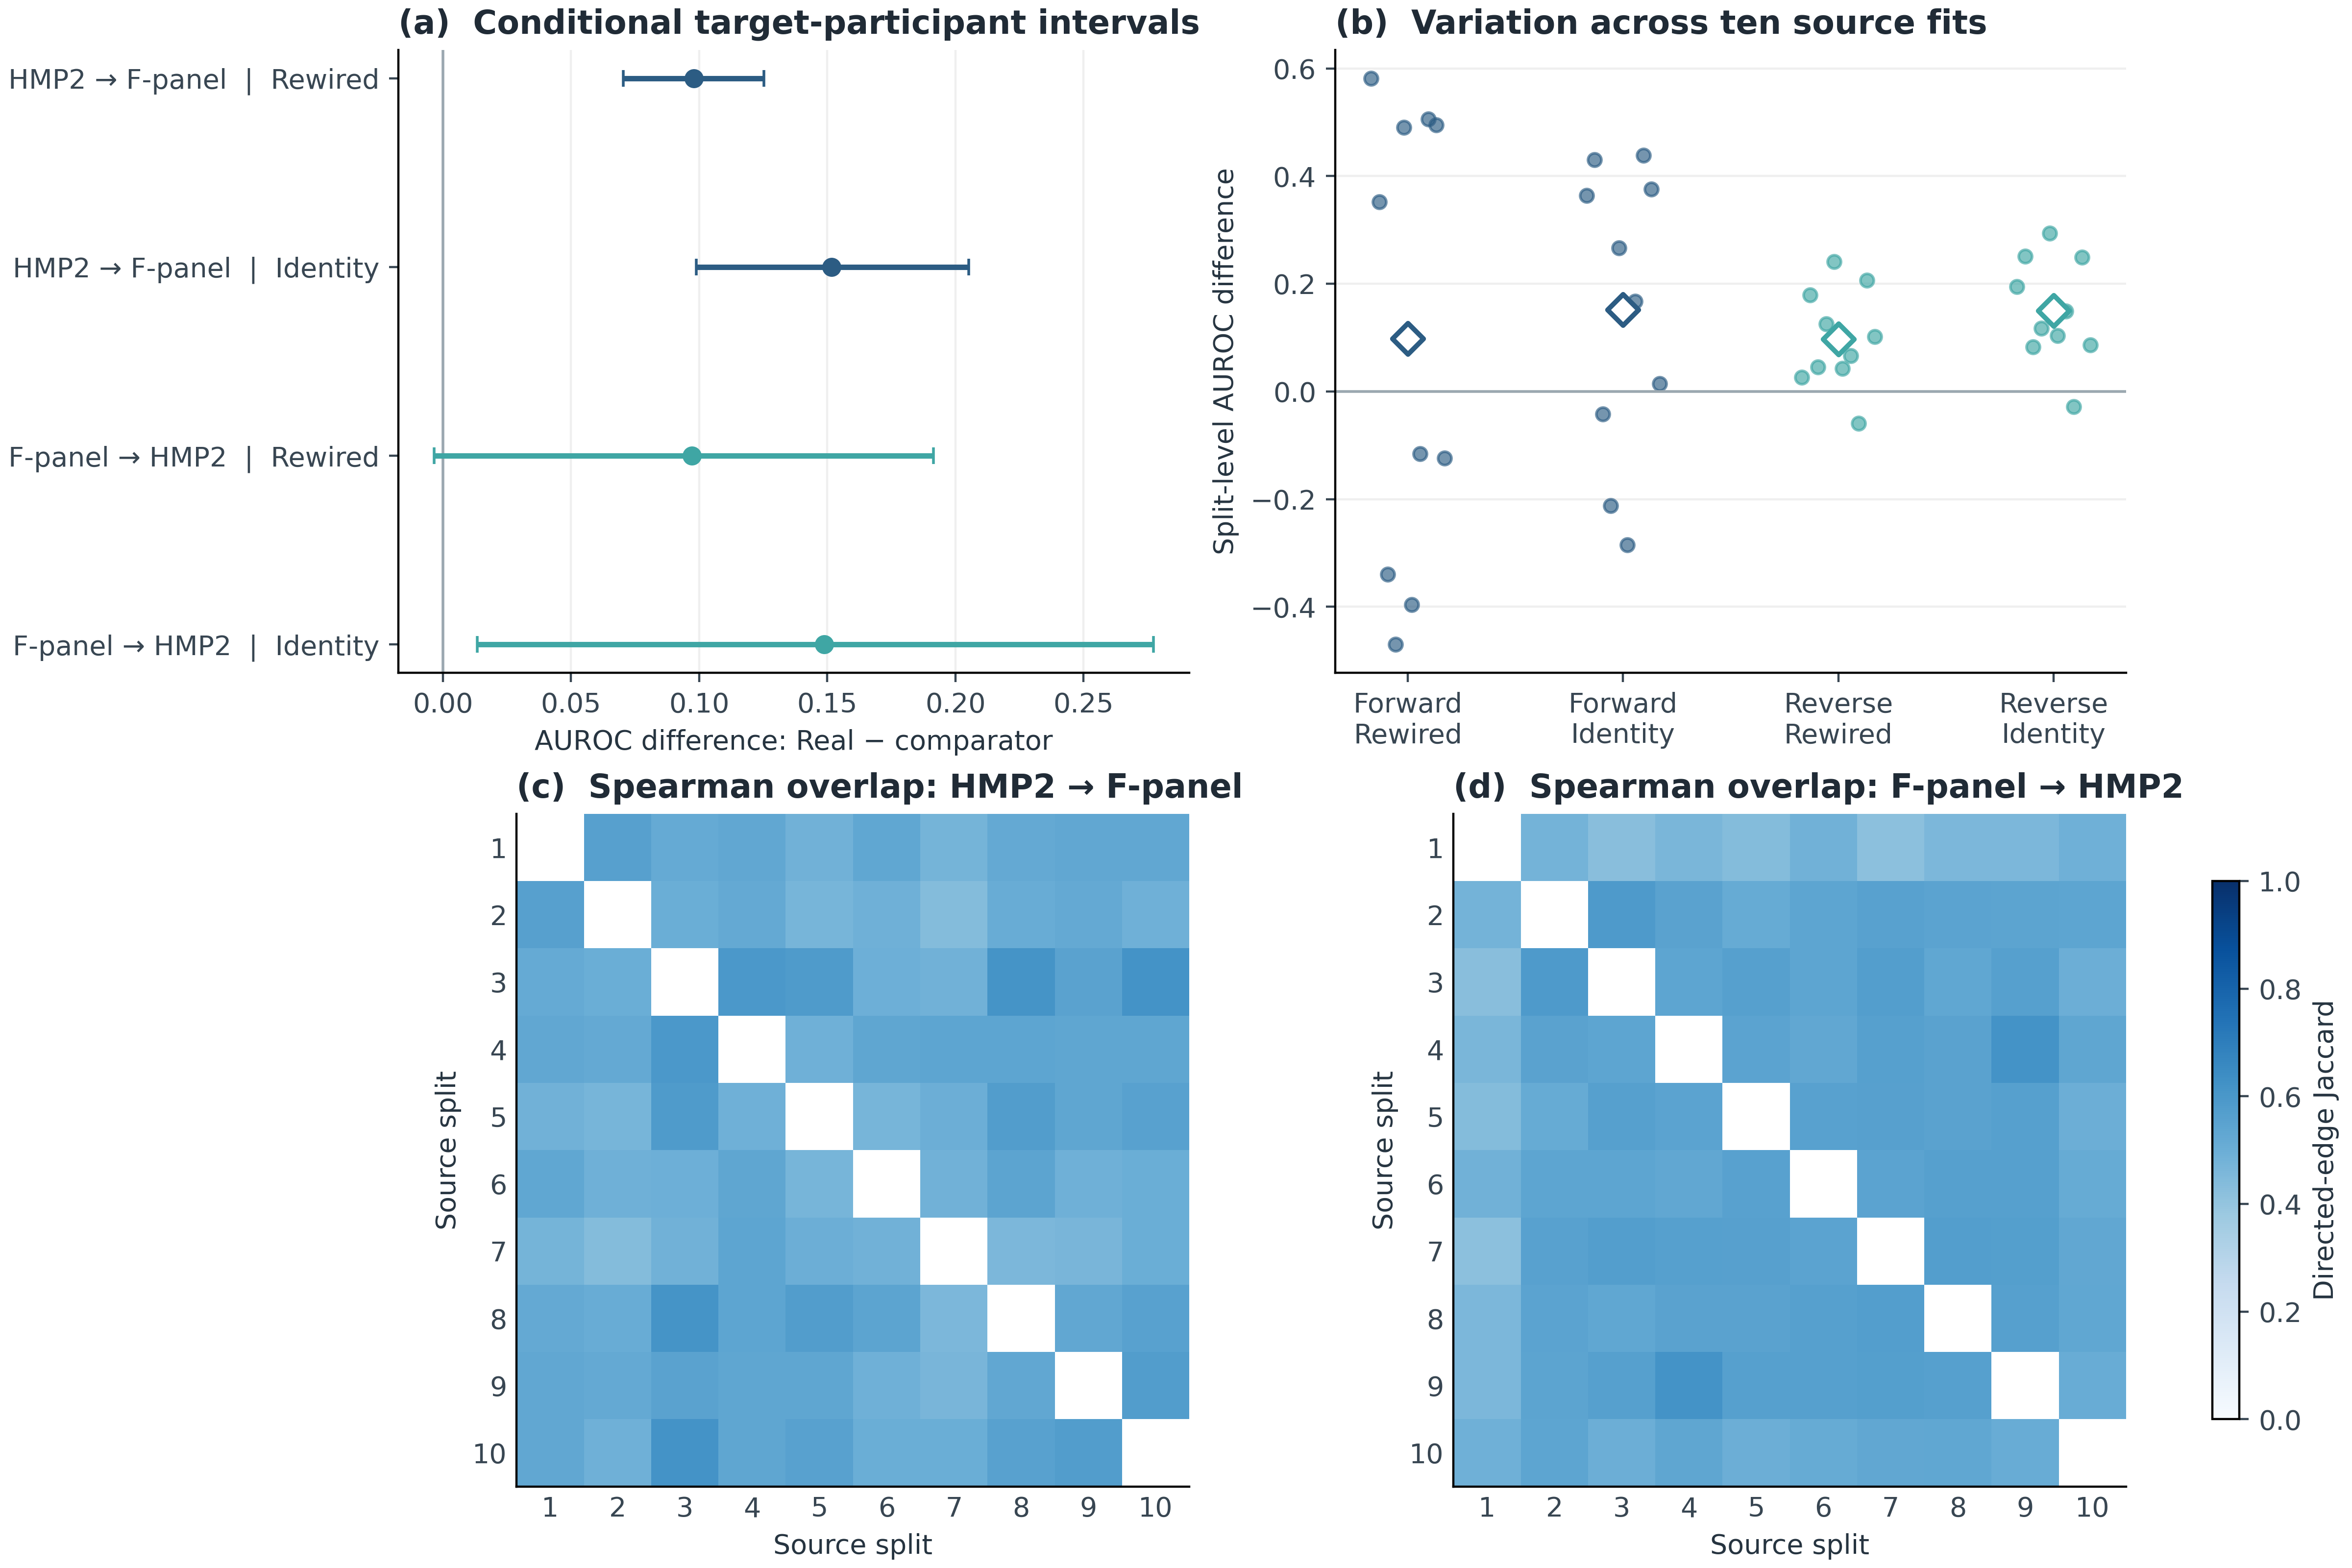 (a)  Conditional target-participant intervals
HMP2 → F-panel  |  Rewired
HMP2 → F-panel  |  Identity
F-panel → HMP2  |  Rewired
F-panel → HMP2  |  Identity
0.00 0.05 0.10 0.15 0.20 0.25
AUROC difference: Real − comparator
(b)  Variation across ten source fits
Split-level AUROC difference
0.6
0.4
0.2
0.0
−0.2
−0.4
Forward Forward Reverse Reverse
Rewired Identity Rewired Identity
(c)  Spearman overlap: HMP2 → F-panel
Source split
1
2
3
4
5
6
7
8
9
10
1 2 3 4 5 6 7 8 9 10
Source split
(d)  Spearman overlap: F-panel → HMP2
Source split
1
2
3
4
5
6
7
8
9
10
1 2 3 4 5 6 7 8 9 10
Source split
1.0
0.8
0.6
0.4
0.2
0.0
Directed-edge Jaccard